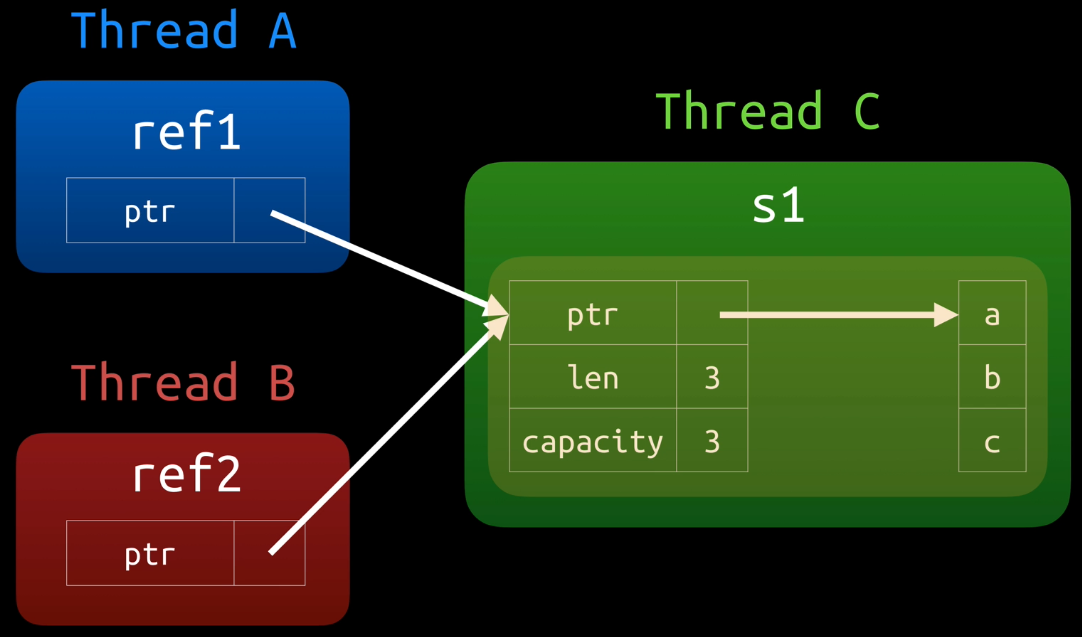 Thread A
ref1
ptr
Thread B
ref2
ptr
Thread C
s1
ptr
len 3
capacity 3
a
b
c